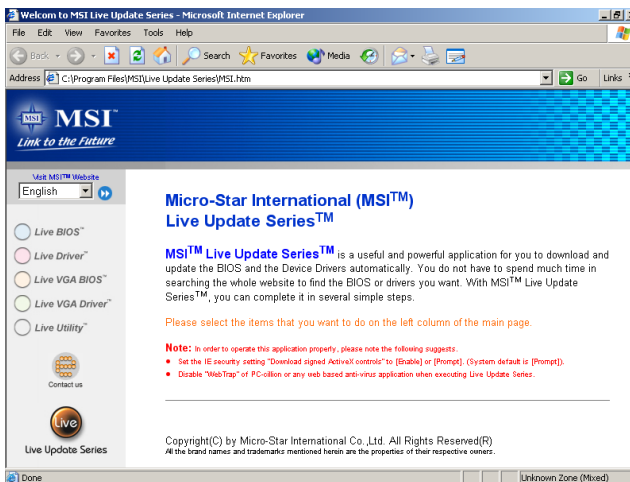 Welcom to MSI Live Update Series - Microsoft Internet Explorer
File Edit View Favorites Tools Help
Back Search Favorites Media
Address C:\Program Files\MSI\Live Update Series\MSI.htm Go Links
MSI MSI™
Link to the Future
Visit MSI™ Website
English
Live BIOS™
Live Driver™
Live VGA BIOS™
Live VGA Driver™
Live Utility™
Contact us
Live
Live Update Series
Micro-Star International (MSI™)
Live Update Series™
MSI™ Live Update Series™ is a useful and powerful application for you to download and
update the BIOS and the Device Drivers automatically. You do not have to spend much time in
searching the whole website to find the BIOS or drivers you want. With MSI™ Live Update
Series™, you can complete it in several simple steps.
Please select the items that you want to do on the left column of the main page.
Note: In order to operate this application properly, please note the following suggests.
Set the IE security setting "Download signed ActiveX controls" to [Enable] or [Prompt]. (System default is [Prompt]).
Disable "WebTrap" of PC-cillion or any web based anti-virus application when executing Live Update Series.
Copyright(C) by Micro-Star International Co.,Ltd. All Rights Reserved(R)
All the brand names and trademarks mentioned herein are the properties of their respective owners.
Done Unknown Zone (Mixed)